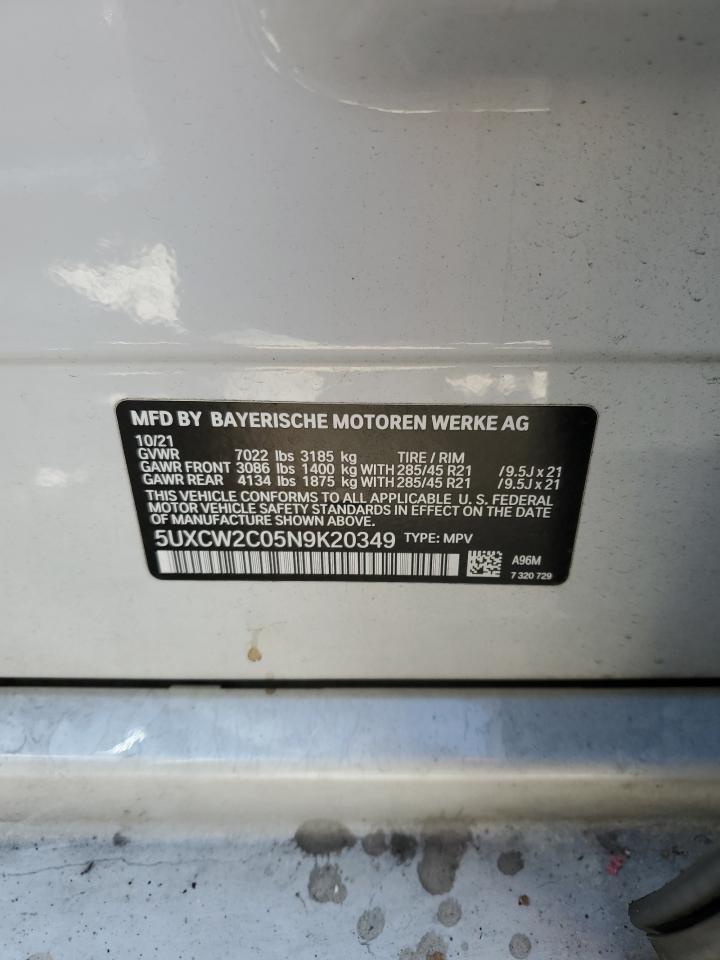 MFD BY BAYERISCHE MOTOREN WERKE AG
10/21
GVWR 7022 lbs 3185 kg TIRE / RIM
GAWR FRONT 3086 lbs 1400 kg WITH 285/45 R21 /9.5J x 21
GAWR REAR 4134 lbs 1875 kg WITH 285/45 R21 /9.5J x 21
THIS VEHICLE CONFORMS TO ALL APPLICABLE U. S. FEDERAL
MOTOR VEHICLE SAFETY STANDARDS IN EFFECT ON THE DATE
OF MANUFACTURE SHOWN ABOVE.
5UXCW2C05N9K20349 TYPE: MPV
A96M
7 320 729